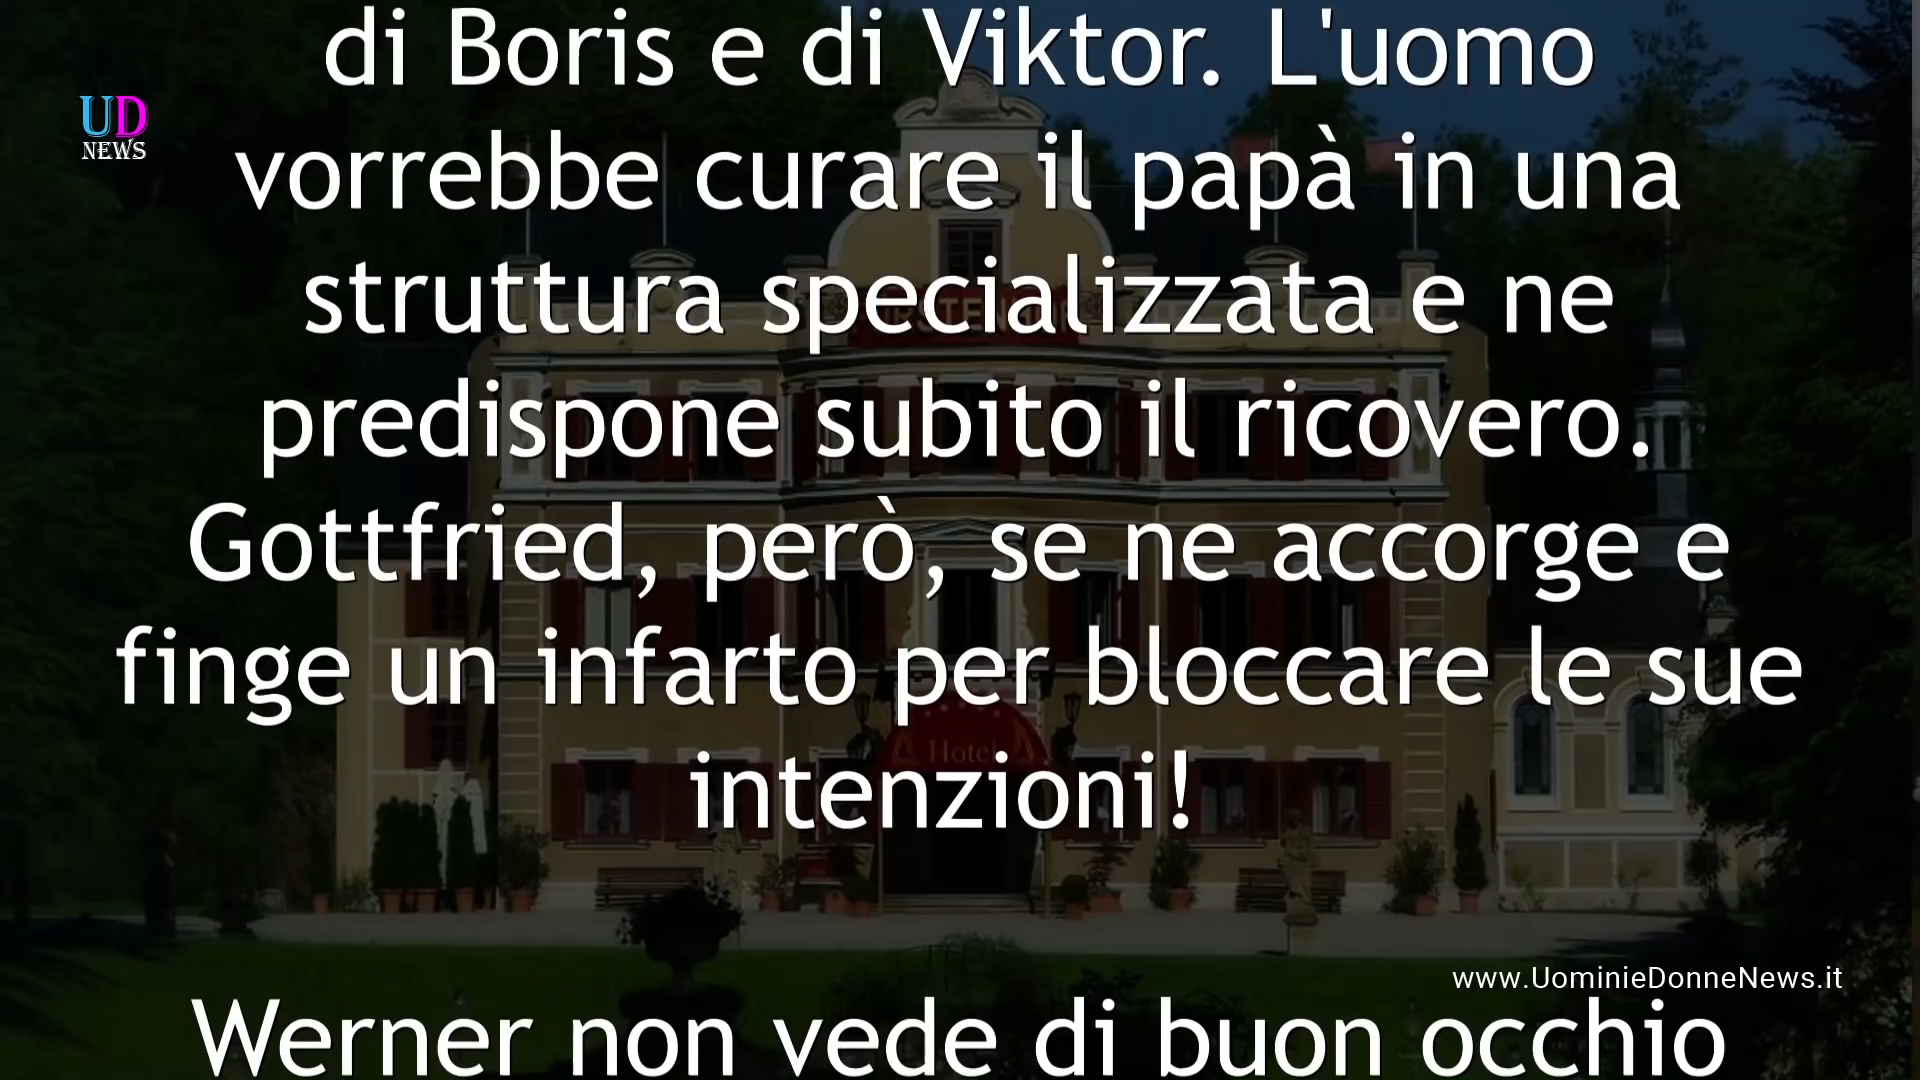 di Boris e di Viktor. L'uomo
UD
NEWS
vorrebbe curare il papà in una
struttura specializzata e ne
predispone subito il ricovero.
Gottfried, però, se ne accorge e
finge un infarto per bloccare le sue
Hotel
intenzioni!
www.UominieDonneNews.it
Werner non vede di buon occhio